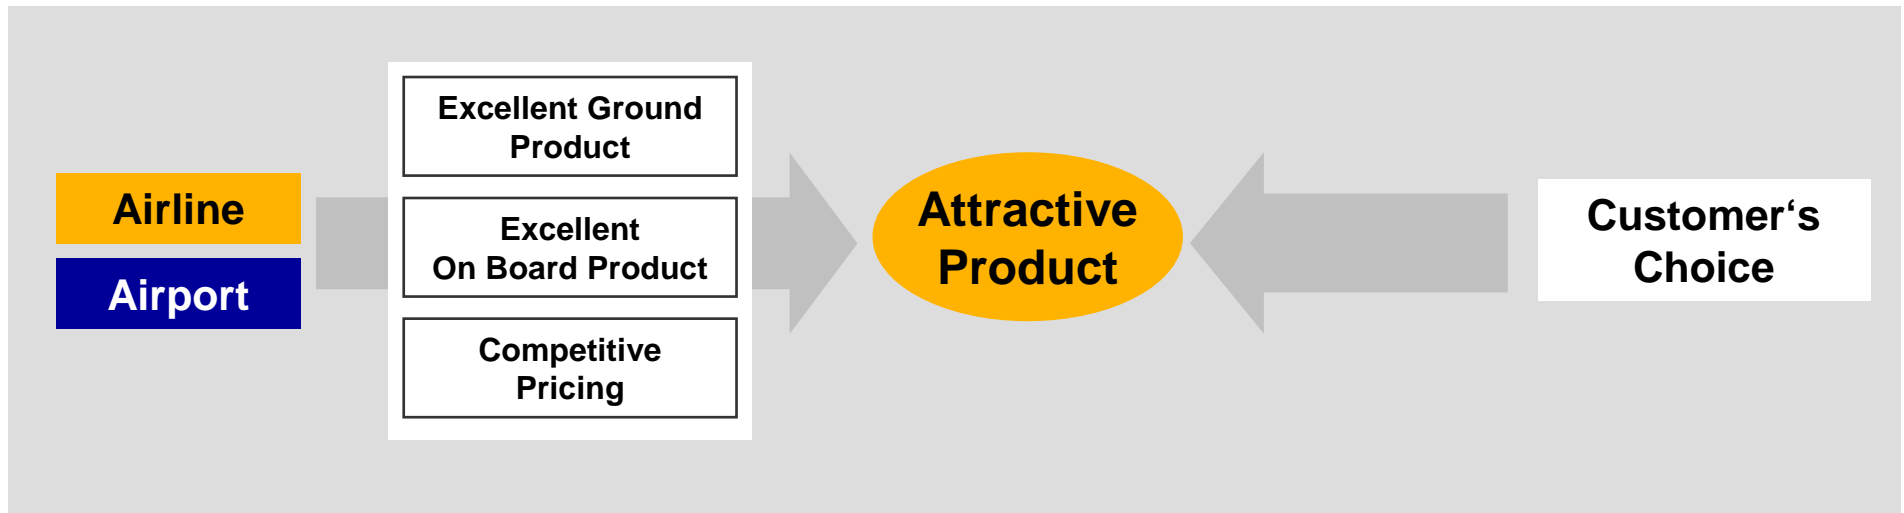 Airline
Airport
Excellent Ground
Product
Excellent
On Board Product
Competitive
Pricing
Attractive
Product
Customer‘s
Choice